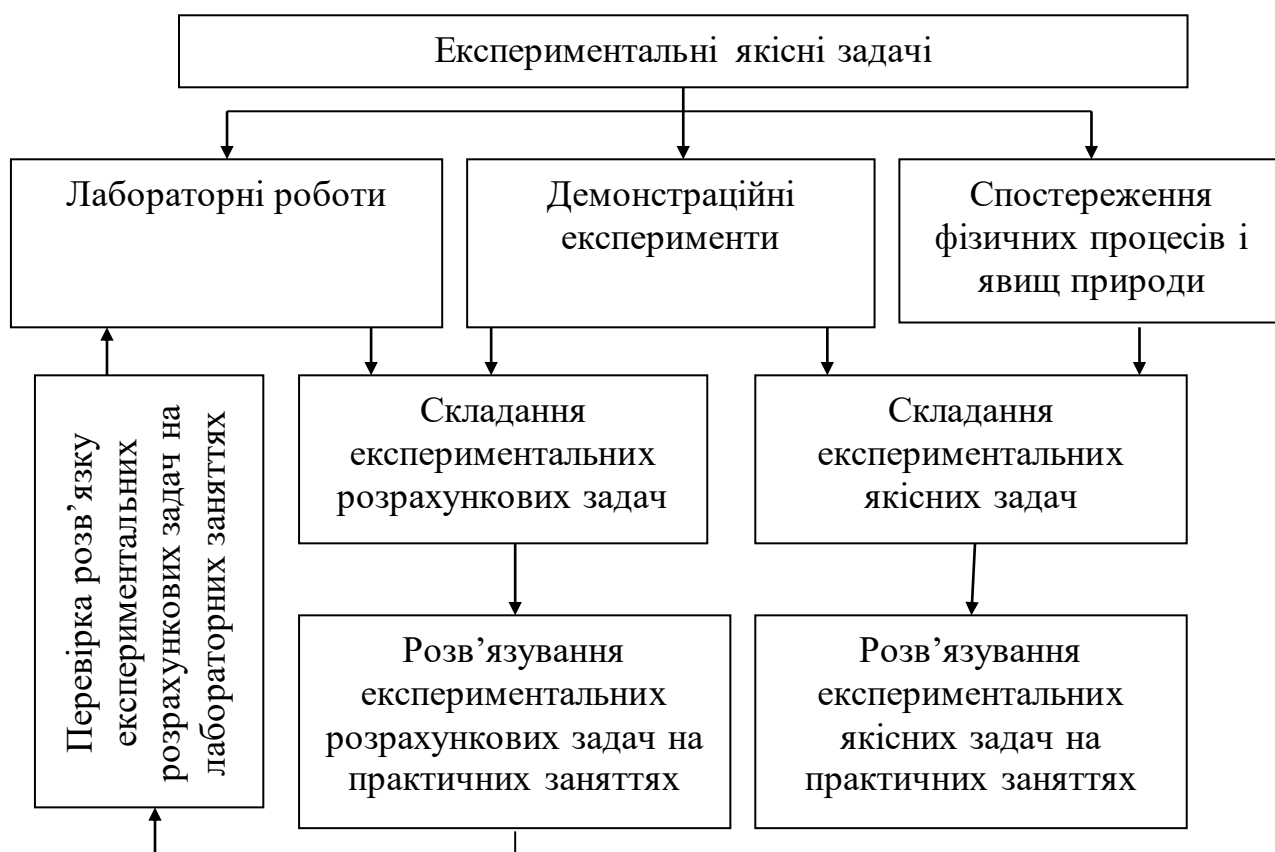 Експериментальні якісні задачі
Лабораторні роботи
Демонстраційні
експерименти
Спостереження
фізичних процесів і
явищ природи
Перевірка розв’язку
експериментальних
розрахункових задач на
лабораторних заняттях
Складання
експериментальних
розрахункових задач
Складання
експериментальних
якісних задач
Розв’язування
експериментальних
розрахункових задач на
практичних заняттях
Розв’язування
експериментальних
якісних задач на
практичних заняттях